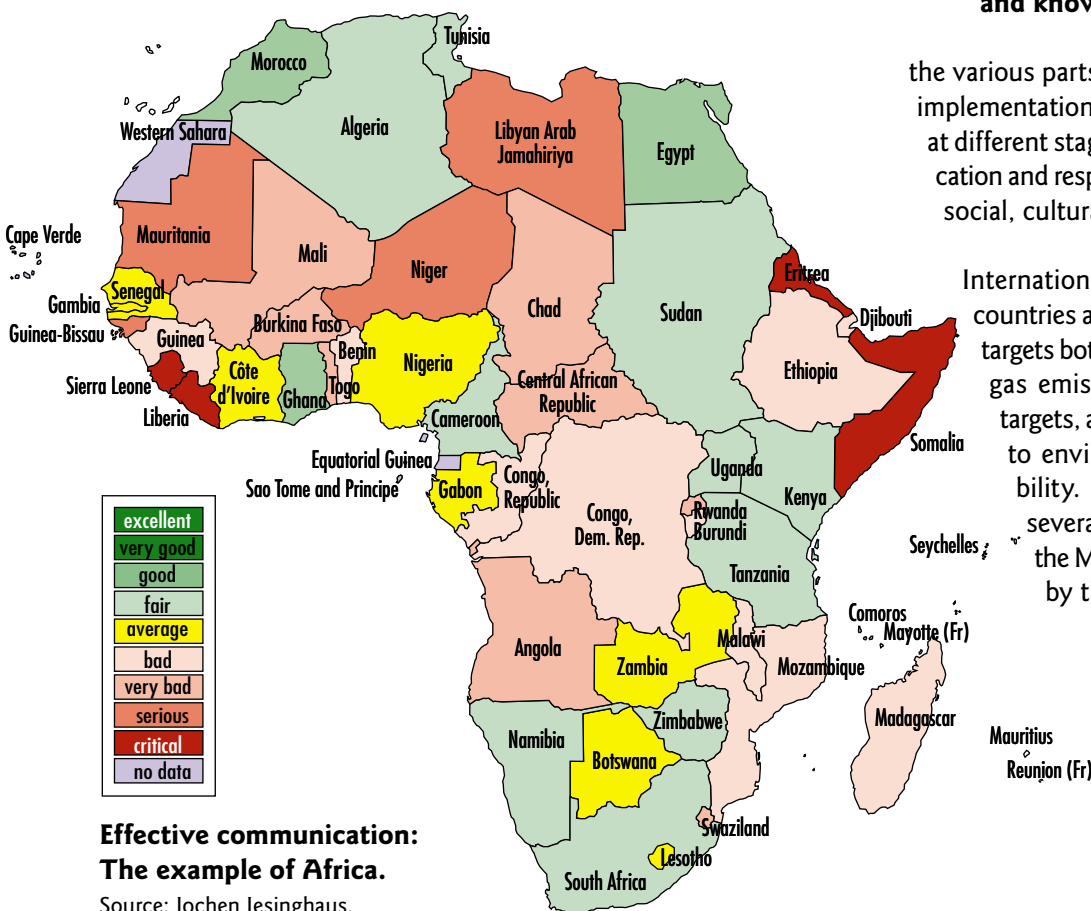 and know
the various parts
implementation
at different stag
cation and resp
social, cultura
Internation
countries a
targets bot
gas emis
targets, a
to envi
bility.
severa
the M
by t
Tunisia
Morocco
Algeria
Western Sahara
Libyan Arab
Jamahiriya
Egypt
Cape Verde
Mauritania
Mali
Niger
Chad
Sudan
Eritrea
Senegal
Gambia
Guinea-Bissau
Guinea
Burkina Faso
Benin
Nigeria
Djibouti
Ethiopia
Sierra Leone
Côte
d'Ivoire
Ghana
Togo
Liberia
Central African
Republic
Cameroon
Somalia
Equatorial Guinea
Sao Tome and Principe
Gabon
Congo,
Republic
Uganda
Kenya
Congo,
Dem. Rep.
Rwanda
Burundi
Seychelles
Tanzania
Comoros
Mayotte (Fr)
Angola
Zambia
Malawi
Mozambique
Madagascar
Mauritius
Reunion (Fr)
Namibia
Zimbabwe
Botswana
Swaziland
Lesotho
South Africa
excellent
very good
good
fair
average
bad
very bad
serious
critical
no data
Effective communication:
The example of Africa.
Source: Jochen Jesinghaus.